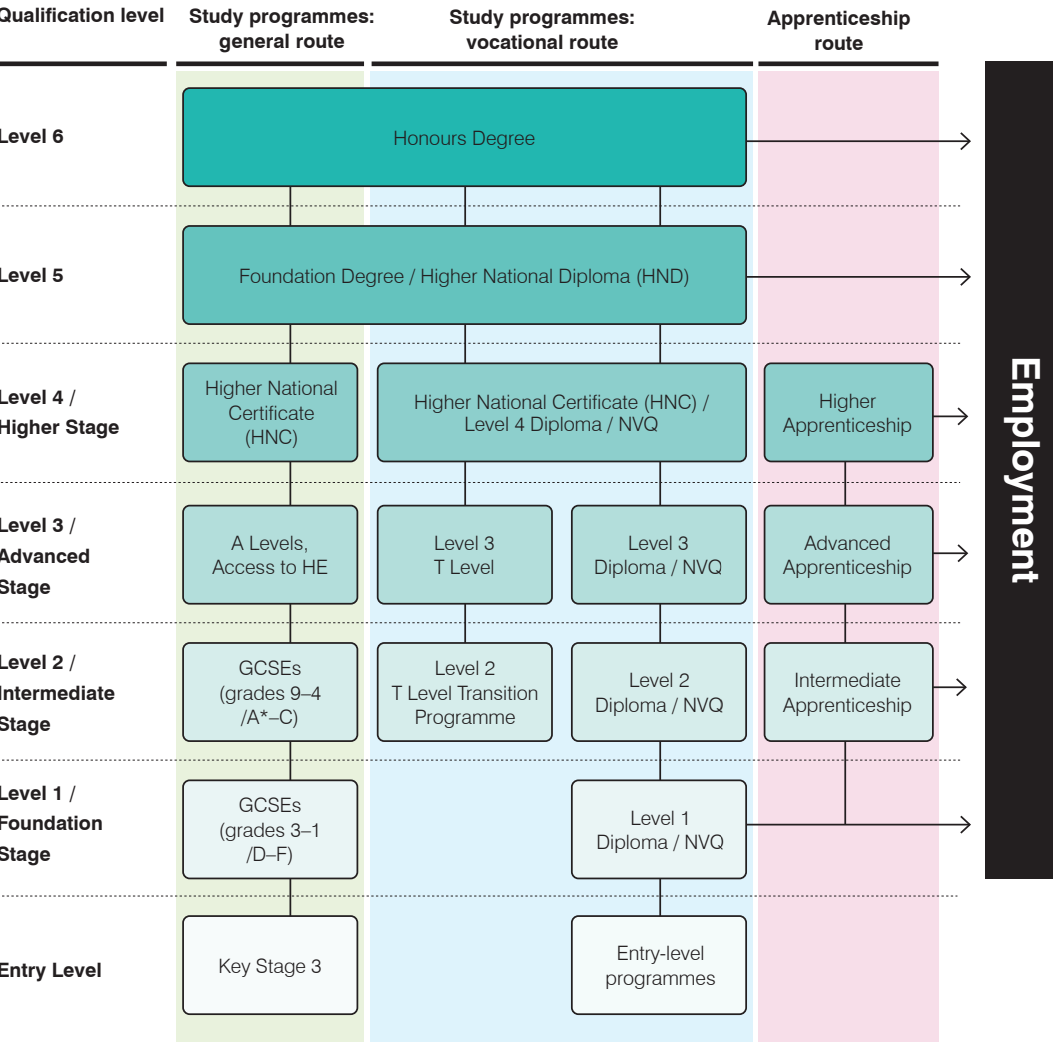 Qualification level
Study programmes:
general route
Study programmes:
vocational route
Apprenticeship
route
Level 6
Honours Degree
Level 5
Foundation Degree / Higher National Diploma (HND)
Level 4 /
Higher Stage
Higher National
Certificate
(HNC)
Higher National Certificate (HNC) /
Level 4 Diploma / NVQ
Higher
Apprenticeship
Level 3 /
Advanced
Stage
A Levels,
Access to HE
Level 3
T Level
Level 3
Diploma / NVQ
Advanced
Apprenticeship
Level 2 /
Intermediate
Stage
GCSEs
(grades 9–4
/A*–C)
Level 2
T Level Transition
Programme
Level 2
Diploma / NVQ
Intermediate
Apprenticeship
Level 1 /
Foundation
Stage
GCSEs
(grades 3–1
/D–F)
Level 1
Diploma / NVQ
Entry Level
Key Stage 3
Entry-level
programmes
Employment